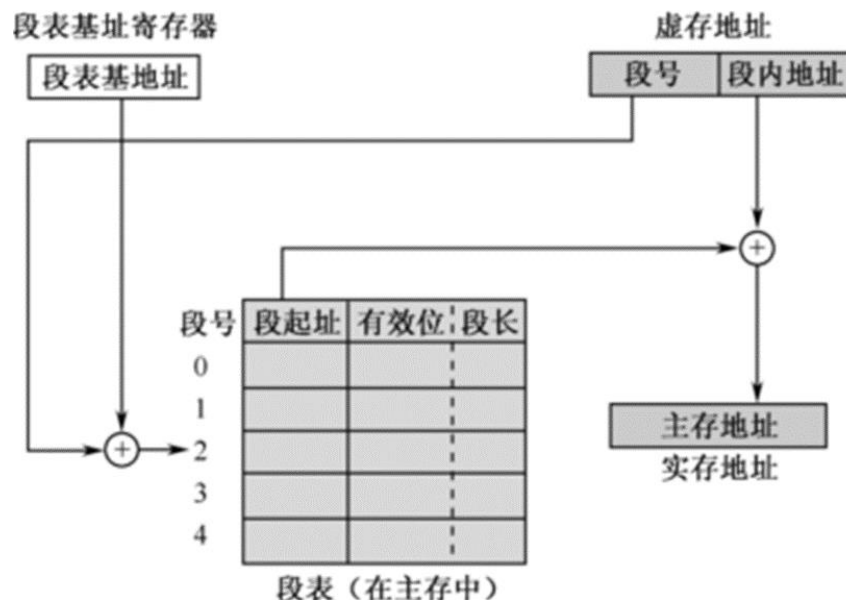 段表基址寄存器
虚存地址
段表基地址
段号 段内地址
+
段号 段起址 有效位 段长
0
1
2
3
4
+
主存地址
实存地址
段表（在主存中）